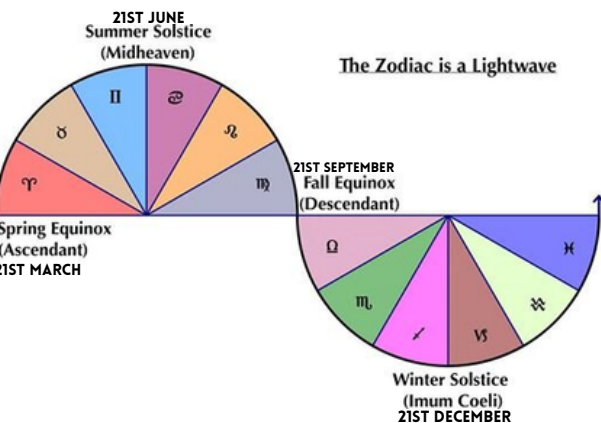 21ST JUNE
Summer Solstice
(Midheaven)
The Zodiac is a Lightwave
♊ ♋
♉ ♌
♈ ♍
21ST SEPTEMBER
Fall Equinox
(Descendant)
Spring Equinox
(Ascendant)
21ST MARCH
♎ ♓
♏ ♒
♐ ♑
Winter Solstice
(Imum Coeli)
21ST DECEMBER